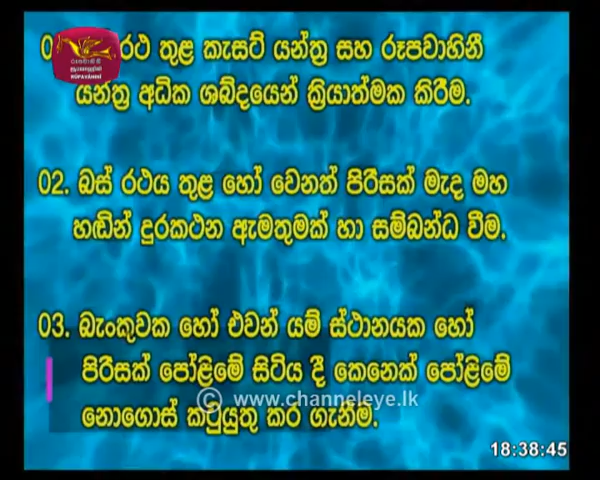 රථ තුළ කැසට් යන්ත්‍ර සහ රූපවාහිනී
යන්ත්‍ර අධික ශබ්දයෙන් ක්‍රියාත්මක කිරීම.
02. බස් රථය තුළ හෝ වෙනත් පිරිසක් මැද මහ
හඬින් දුරකථන ඇමතුමක් හා සම්බන්ධ වීම.
03. බැංකුවක හෝ එවන් යම් ස්ථානයක හෝ
පිරිසක් පෝළිමේ සිටිය දී කෙනෙක් පෝළිමේ
නොගොස් කටයුතු කර ගැනීම.
© www.channeleye.lk
18:38:45